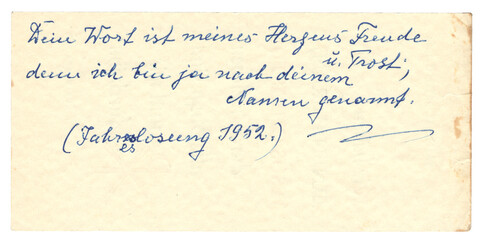 Dein Wort ist meines Herzens Freude
u. Trost;
denn ich bin ja nach deinem
Namen genannt.
(Jahreslosung 1952.)